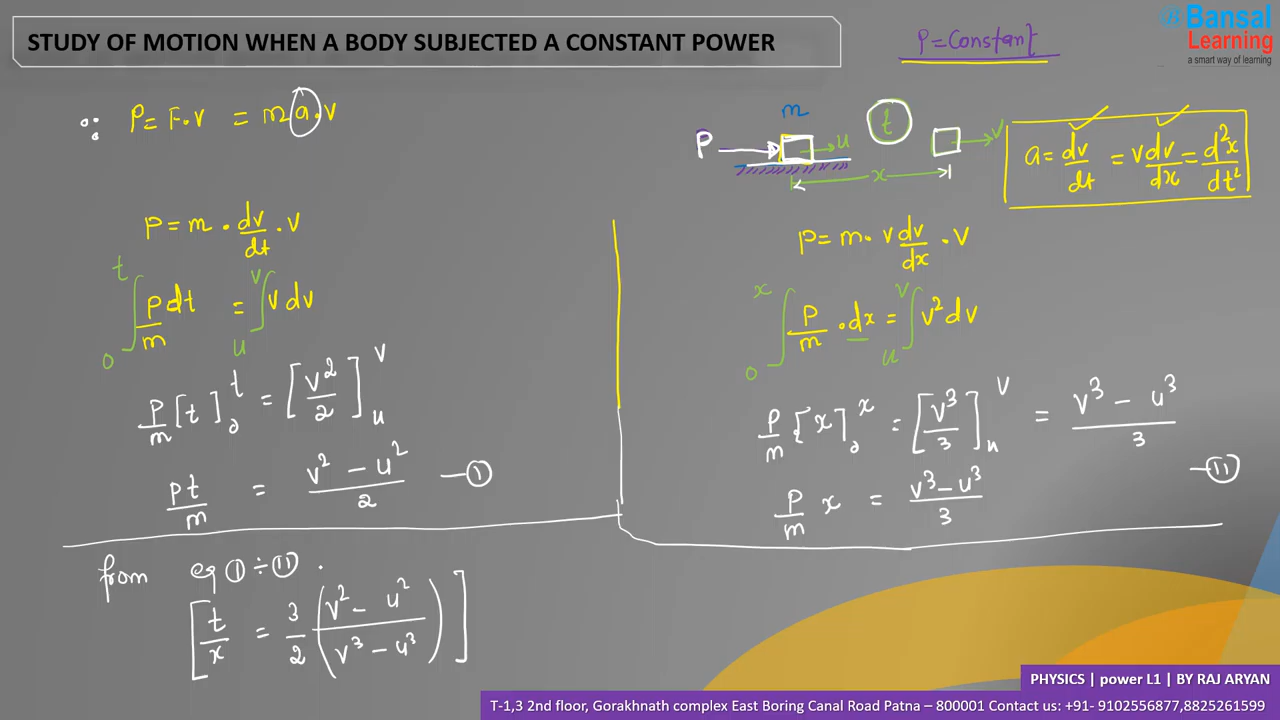 STUDY OF MOTION WHEN A BODY SUBJECTED A CONSTANT POWER
P = Constant
Bansal
Learning
a smart way of learning
∵ P = F·v = m a·v
P = m · dv/dt · v
∫₀ᵗ P/m dt = ∫ᵤᵛ v dv
P/m [t]₀ᵗ = [v²/2]ᵤᵛ
Pt/m = (v² – u²)/2 —①
m
t
P
u
v
x
a = dv/dt = v dv/dx = d²x/dt²
P = m · v dv/dx · v
∫₀ˣ P/m · dx = ∫ᵤᵛ v² dv
P/m [x]₀ˣ = [v³/3]ᵤᵛ = (v³ – u³)/3
P/m x = (v³ – u³)/3 —⑪
from eq ① ÷ ⑪ .
[t/x = 3/2 ((v² – u²)/(v³ – u³))]
PHYSICS | power L1 | BY RAJ ARYAN
T-1,3 2nd floor, Gorakhnath complex East Boring Canal Road Patna – 800001 Contact us: +91- 9102556877,8825261599